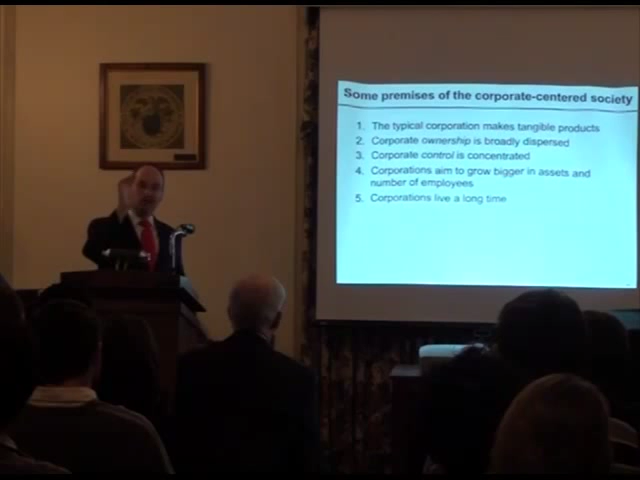 Some premises of the corporate-centered society
1. The typical corporation makes tangible products
2. Corporate ownership is broadly dispersed
3. Corporate control is concentrated
4. Corporations aim to grow bigger in assets and
number of employees
5. Corporations live a long time